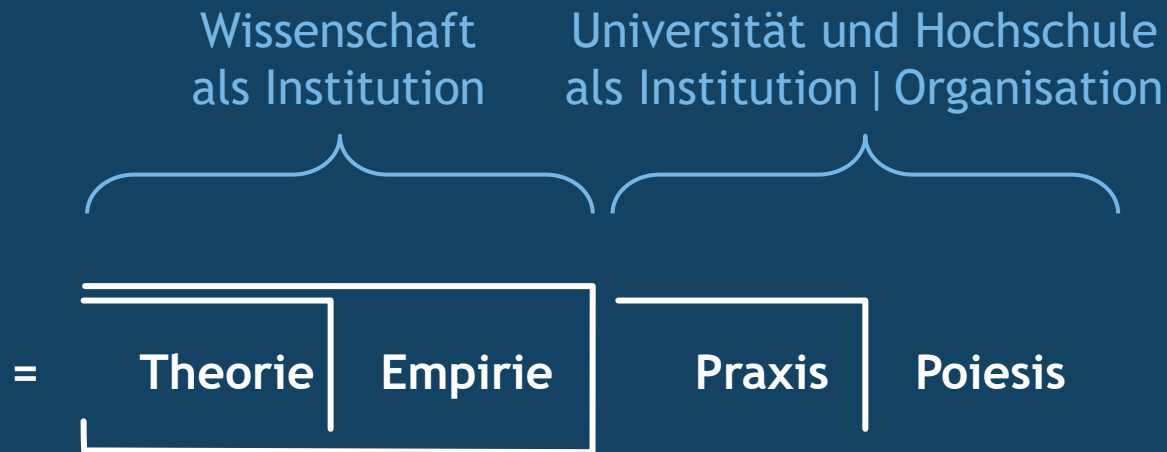 Wissenschaft
als Institution
Universität und Hochschule
als Institution | Organisation
= Theorie Empirie Praxis Poiesis